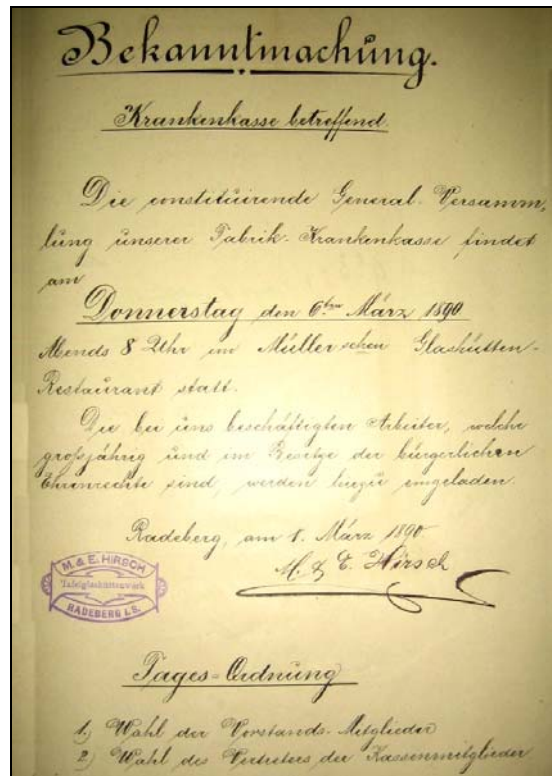 Bekanntmachung.
Krankenkasse betreffend.
Die constituirende General-Versamm-
lung unserer Fabrik-Krankenkasse findet
am
Donnerstag den 6ten März 1890
Abends 8 Uhr im Müller'schen Glashütten-
Restaurant statt.
Die bei uns beschäftigten Arbeiter, welche
großjährig und im Besitze der bürgerlichen
Ehrenrechte sind, werden hiezu eingeladen.
Radeberg, am 1. März 1890.
M. & E. Hirsch
M. & E. HIRSCH
Tafelglashüttenwerk
RADEBERG i. S.
Tages-Ordnung
1.) Wahl der Vorstands-Mitglieder
2.) Wahl des Vertreters der Kassenmitglieder